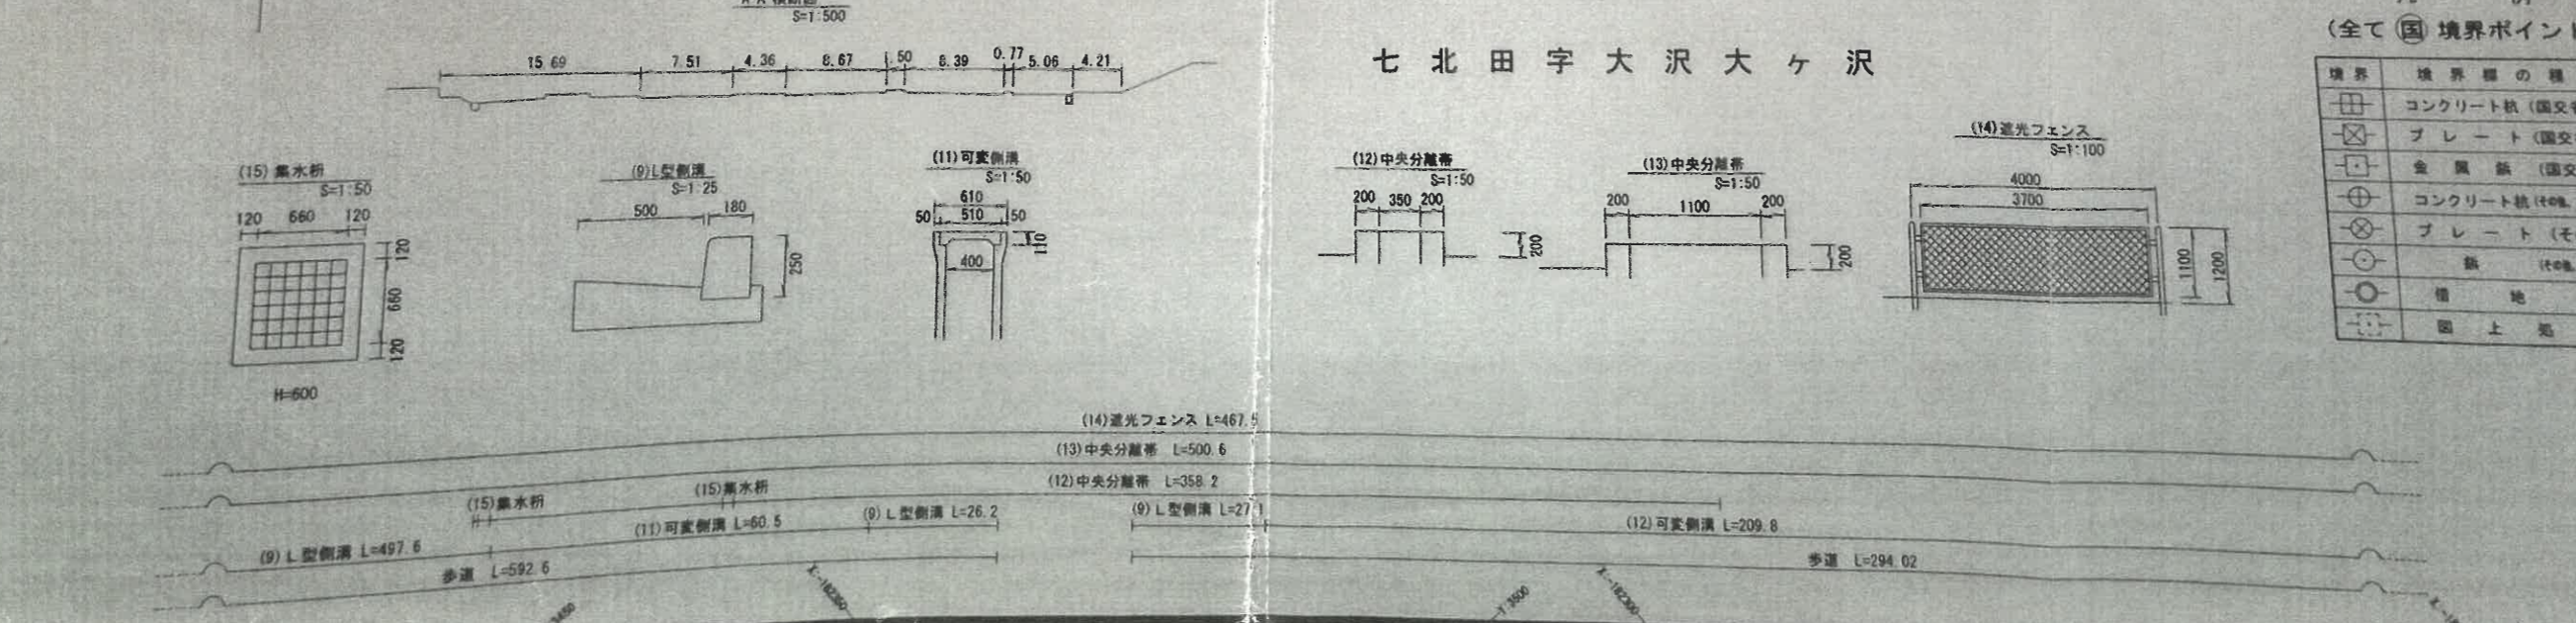 S=1:500
15.69 7.51 4.36 8.67 .50 8.39 0.77 5.06 4.21
七北田字大沢大ヶ沢
(全て 国 境界ポイント
境界 境界標の種
コンクリート杭 (国交
プレート (国交
金属鋲 (国交
コンクリート杭 (その他
プレート (そ
鋲 (その他
借地
図上処
(15) 集水桝
S=1:50
120 660 120
120
660
120
H=600
(9)L型側溝
S=1:25
500 180
250
(11)可変側溝
S=1:50
610
50 510 50
110
400
(12)中央分離帯
S=1:50
200 350 200
200
(13)中央分離帯
S=1:50
200 1100 200
200
(14)遮光フェンス
S=1:100
4000
3700
1100
1200
(14)遮光フェンス L=467.5
(13)中央分離帯 L=500.6
(12)中央分離帯 L=358.2
(15)集水桝
(15)集水桝
(9)L型側溝 L=497.6
(11)可変側溝 L=60.5
(9)L型側溝 L=26.2
(9)L型側溝 L=27.1
(12)可変側溝 L=209.8
歩道 L=592.6
歩道 L=294.02
X=-182350
Y=3500
X=-182300